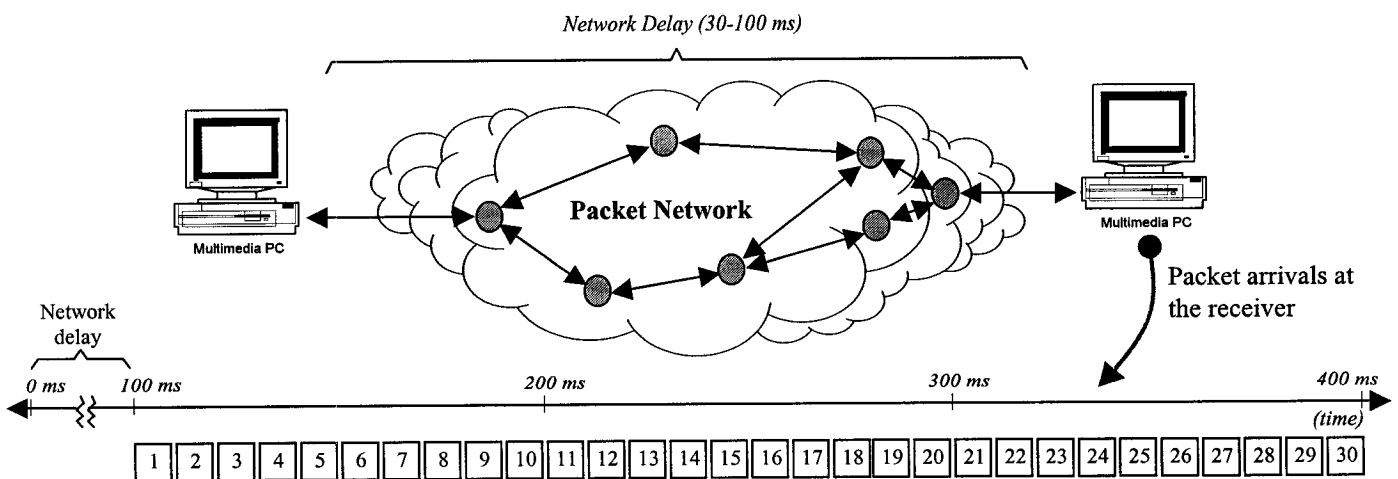 Network Delay (30-100 ms)
Packet Network
Multimedia PC
Multimedia PC
Packet arrivals at
the receiver
Network
delay
0 ms
100 ms
200 ms
300 ms
400 ms
(time)
1 2 3 4 5 6 7 8 9 10 11 12 13 14 15 16 17 18 19 20 21 22 23 24 25 26 27 28 29 30